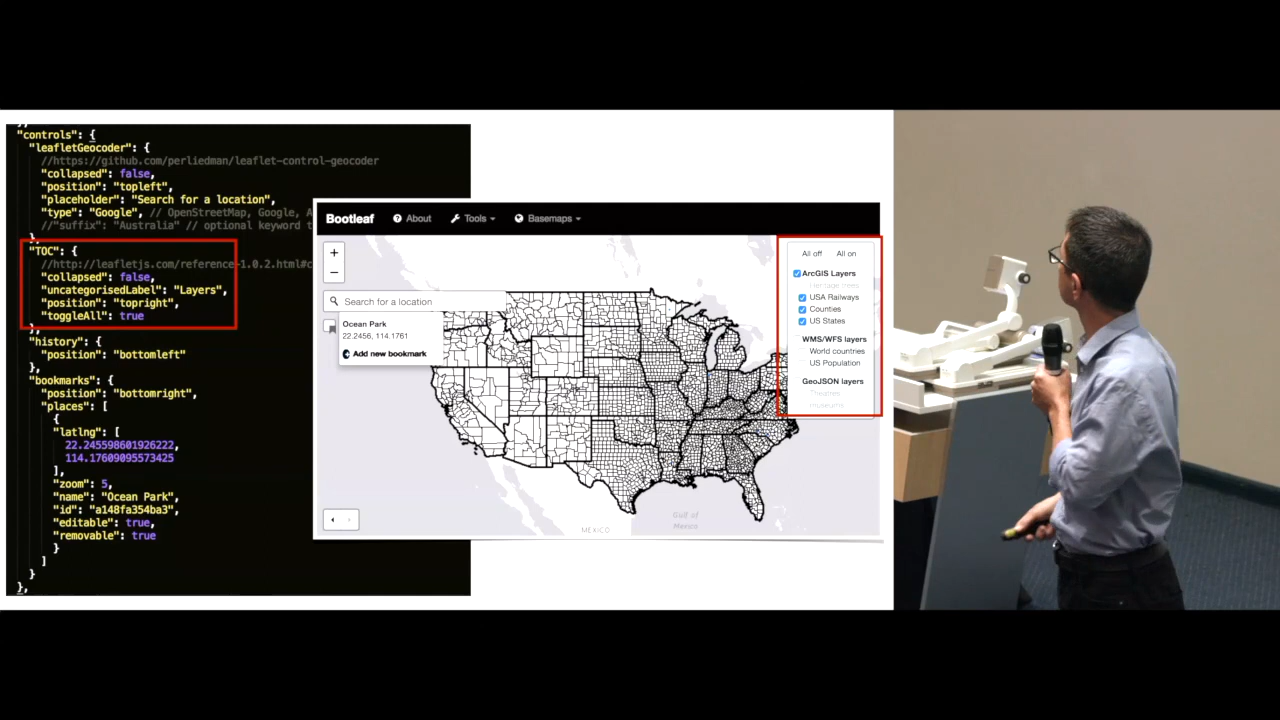 "controls": {
"leafletGeocoder": {
//https://github.com/perliedman/leaflet-control-geocoder
"collapsed": false,
"position": "topleft",
"placeholder": "Search for a location",
"type": "Google", // OpenStreetMap, Google, A
//"suffix": "Australia" // optional keyword t
},
"TOC": {
//http://leafletjs.com/reference-1.0.2.html#c
"collapsed": false,
"uncategorisedLabel": "Layers",
"position": "topright",
"toggleAll": true
},
"history": {
"position": "bottomleft"
},
"bookmarks": {
"position": "bottomright",
"places": [
{
"latlng": [
22.245598601926222,
114.17609095573425
],
"zoom": 5,
"name": "Ocean Park",
"id": "a148fa354ba3",
"editable": true,
"removable": true
}
]
}
},
Bootleaf About Tools Basemaps
+
−
Search for a location
Ocean Park
22.2456, 114.1761
Add new bookmark
All off All on
ArcGIS Layers
Heritage trees
USA Railways
Counties
US States
WMS/WFS layers
World countries
US Population
GeoJSON layers
Theatres
museums
Gulf of
Mexico
MÉXICO